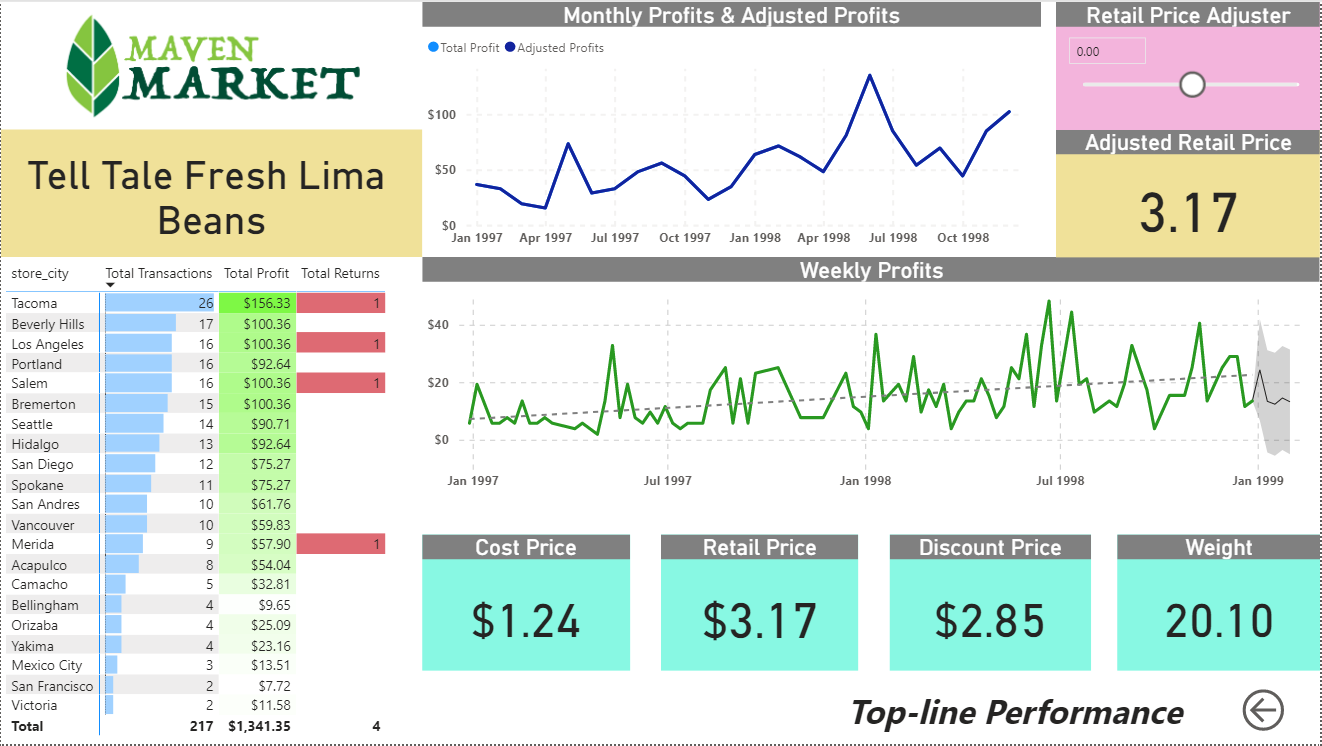 MAVEN
MARKET
Tell Tale Fresh Lima
Beans
store_city Total Transactions Total Profit Total Returns
Tacoma 26 $156.33 1
Beverly Hills 17 $100.36
Los Angeles 16 $100.36 1
Portland 16 $92.64
Salem 16 $100.36 1
Bremerton 15 $100.36
Seattle 14 $90.71
Hidalgo 13 $92.64
San Diego 12 $75.27
Spokane 11 $75.27
San Andres 10 $61.76
Vancouver 10 $59.83
Merida 9 $57.90 1
Acapulco 8 $54.04
Camacho 5 $32.81
Bellingham 4 $9.65
Orizaba 4 $25.09
Yakima 4 $23.16
Mexico City 3 $13.51
San Francisco 2 $7.72
Victoria 2 $11.58
Total 217 $1,341.35 4
Monthly Profits & Adjusted Profits
Total Profit Adjusted Profits
$100
$50
$0
Jan 1997 Apr 1997 Jul 1997 Oct 1997 Jan 1998 Apr 1998 Jul 1998 Oct 1998
Retail Price Adjuster
0.00
Adjusted Retail Price
3.17
Weekly Profits
$40
$20
$0
Jan 1997 Jul 1997 Jan 1998 Jul 1998 Jan 1999
Cost Price
$1.24
Retail Price
$3.17
Discount Price
$2.85
Weight
20.10
Top-line Performance